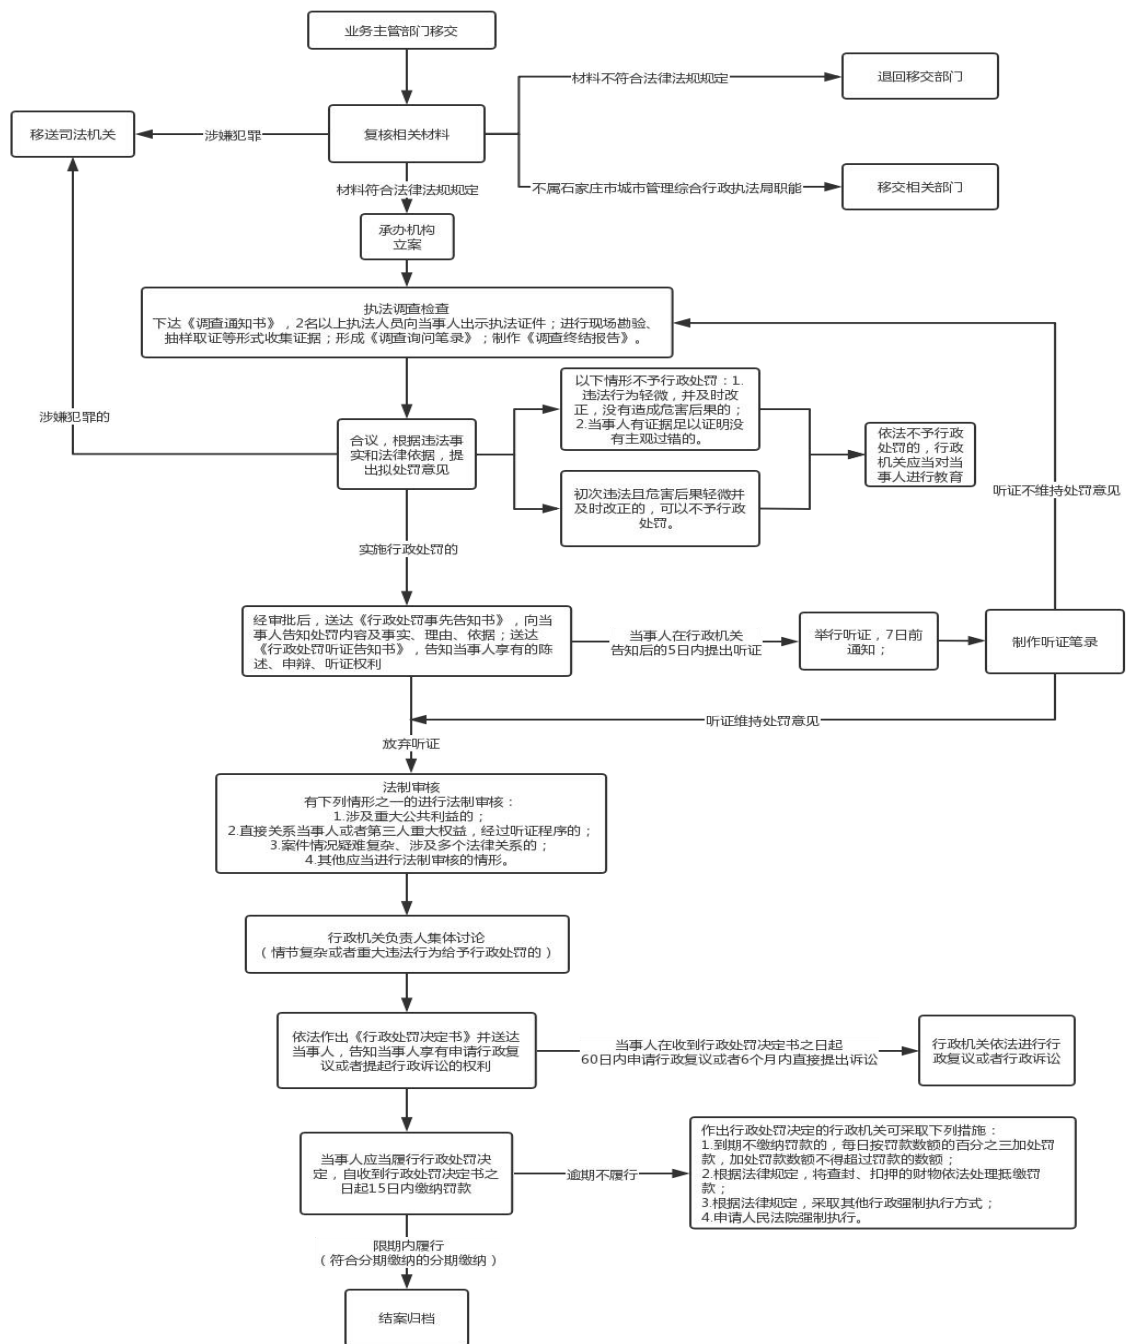 业务主管部门移交
材料不符合法律法规规定
退回移交部门
移送司法机关
涉嫌犯罪
复核相关材料
不属石家庄市城市管理综合行政执法局职能
移交相关部门
材料符合法律法规规定
承办机构
立案
执法调查检查
下达《调查通知书》，2名以上执法人员向当事人出示执法证件；进行现场勘验、
抽样取证等形式收集证据；形成《调查询问笔录》；制作《调查终结报告》。
涉嫌犯罪的
合议，根据违法事
实和法律依据，提
出拟处罚意见
以下情形不予行政处罚：1.
违法行为轻微，并及时改
正，没有造成危害后果的；
2.当事人有证据足以证明没
有主观过错的。
初次违法且危害后果轻微并
及时改正的，可以不予行政
处罚。
依法不予行政
处罚的，行政
机关应当对当
事人进行教育
听证不维持处罚意见
实施行政处罚的
经审批后，送达《行政处罚事先告知书》，向当
事人告知处罚内容及事实、理由、依据；送达
《行政处罚听证告知书》，告知当事人享有的陈
述、申辩、听证权利
当事人在行政机关
告知后的5日内提出听证
举行听证，7日前
通知；
制作听证笔录
听证维持处罚意见
放弃听证
法制审核
有下列情形之一的进行法制审核：
1.涉及重大公共利益的；
2.直接关系当事人或者第三人重大权益，经过听证程序的；
3.案件情况疑难复杂、涉及多个法律关系的；
4.其他应当进行法制审核的情形。
行政机关负责人集体讨论
（情节复杂或者重大违法行为给予行政处罚的）
依法作出《行政处罚决定书》并送达
当事人，告知当事人享有申请行政复
议或者提起行政诉讼的权利
当事人在收到行政处罚决定书之日起
60日内申请行政复议或者6个月内直接提出诉讼
行政机关依法进行行
政复议或者行政诉讼
当事人应当履行行政处罚决
定，自收到行政处罚决定书之
日起15日内缴纳罚款
逾期不履行
作出行政处罚决定的行政机关可采取下列措施：
1.到期不缴纳罚款的，每日按罚款数额的百分之三加处罚
款，加处罚款数额不得超过罚款的数额；
2.根据法律规定，将查封、扣押的财物依法处理抵缴罚
款；
3.根据法律规定，采取其他行政强制执行方式；
4.申请人民法院强制执行。
限期内履行
（符合分期缴纳的分期缴纳）
结案归档